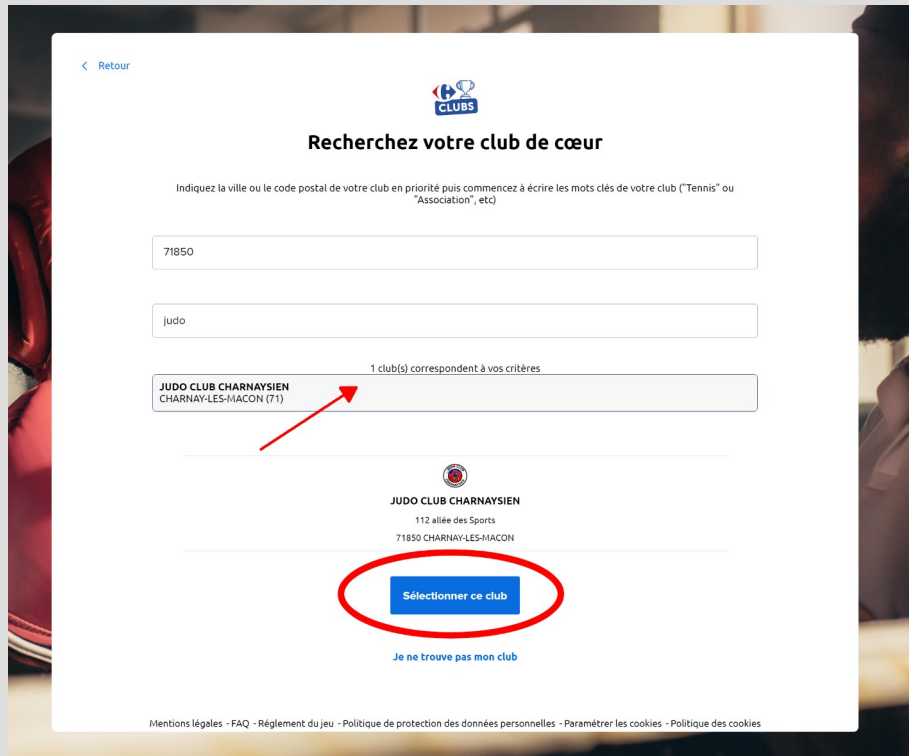 Retour
CLUBS
Recherchez votre club de cœur
Indiquez la ville ou le code postal de votre club en priorité puis commencez à écrire les mots clés de votre club ("Tennis" ou
"Association", etc)
71850
judo
1 club(s) correspondent à vos critères
JUDO CLUB CHARNAYSIEN
CHARNAY-LES-MACON (71)
JUDO CLUB CHARNAYSIEN
112 allée des Sports
71850 CHARNAY-LES-MACON
Sélectionner ce club
Je ne trouve pas mon club
Mentions légales - FAQ - Réglement du jeu - Politique de protection des données personnelles - Paramétrer les cookies - Politique des cookies